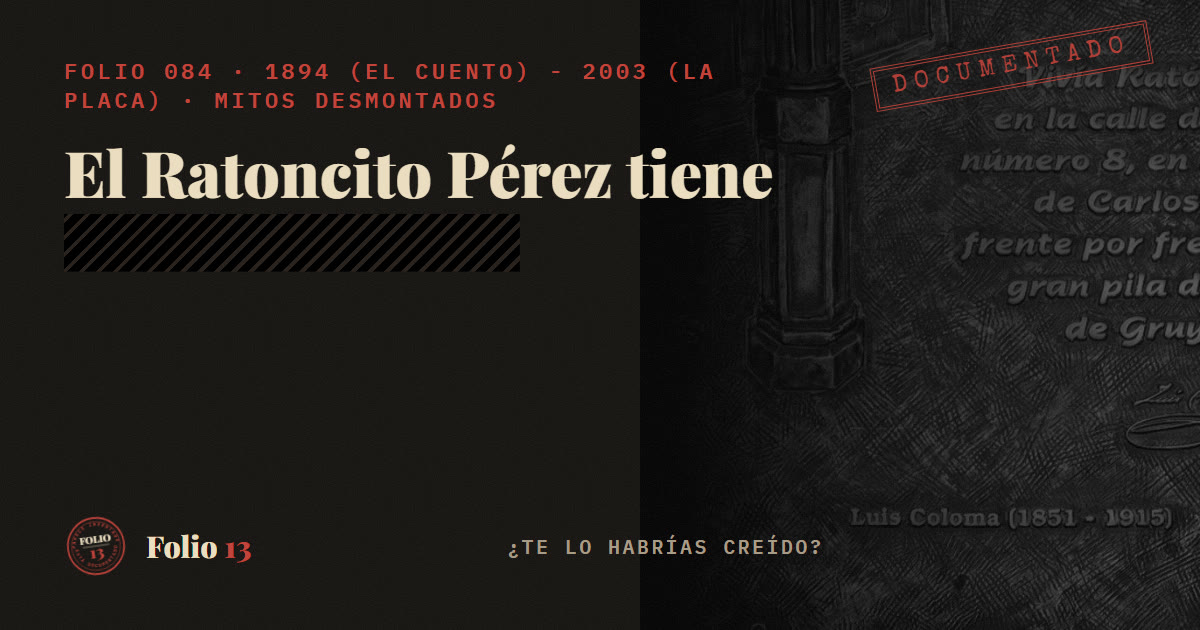 FOLIO 084 · 1894 (EL CUENTO) - 2003 (LA
PLACA) · MITOS DESMONTADOS
El Ratoncito Pérez tiene
DOCUMENTADO
Vivía
en la calle
número 8, en
de Carlos
frente por
gran pila
de
Luis Coloma (1851 - 1915)
FOLIO
13
Folio 13
¿TE LO HABRÍAS CREÍDO?